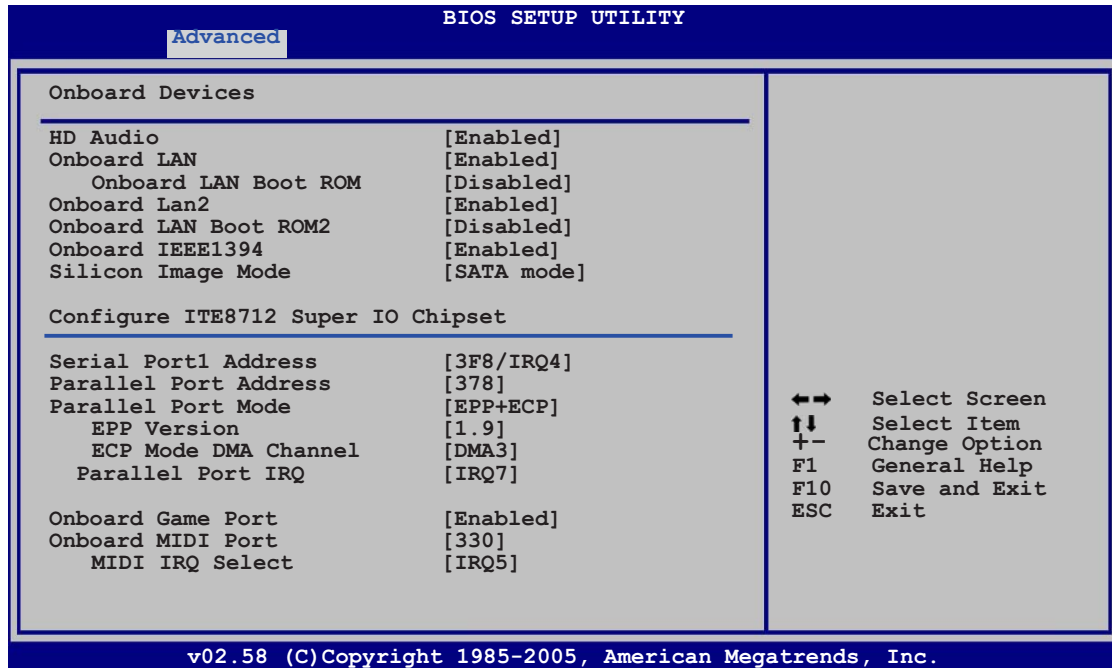 BIOS SETUP UTILITY
Advanced
Onboard Devices
HD Audio [Enabled]
Onboard LAN [Enabled]
Onboard LAN Boot ROM [Disabled]
Onboard Lan2 [Enabled]
Onboard LAN Boot ROM2 [Disabled]
Onboard IEEE1394 [Enabled]
Silicon Image Mode [SATA mode]
Configure ITE8712 Super IO Chipset
Serial Port1 Address [3F8/IRQ4]
Parallel Port Address [378]
Parallel Port Mode [EPP+ECP]
EPP Version [1.9]
ECP Mode DMA Channel [DMA3]
Parallel Port IRQ [IRQ7]
Onboard Game Port [Enabled]
Onboard MIDI Port [330]
MIDI IRQ Select [IRQ5]
←→ Select Screen
↑↓ Select Item
+- Change Option
F1 General Help
F10 Save and Exit
ESC Exit
v02.58 (C)Copyright 1985-2005, American Megatrends, Inc.